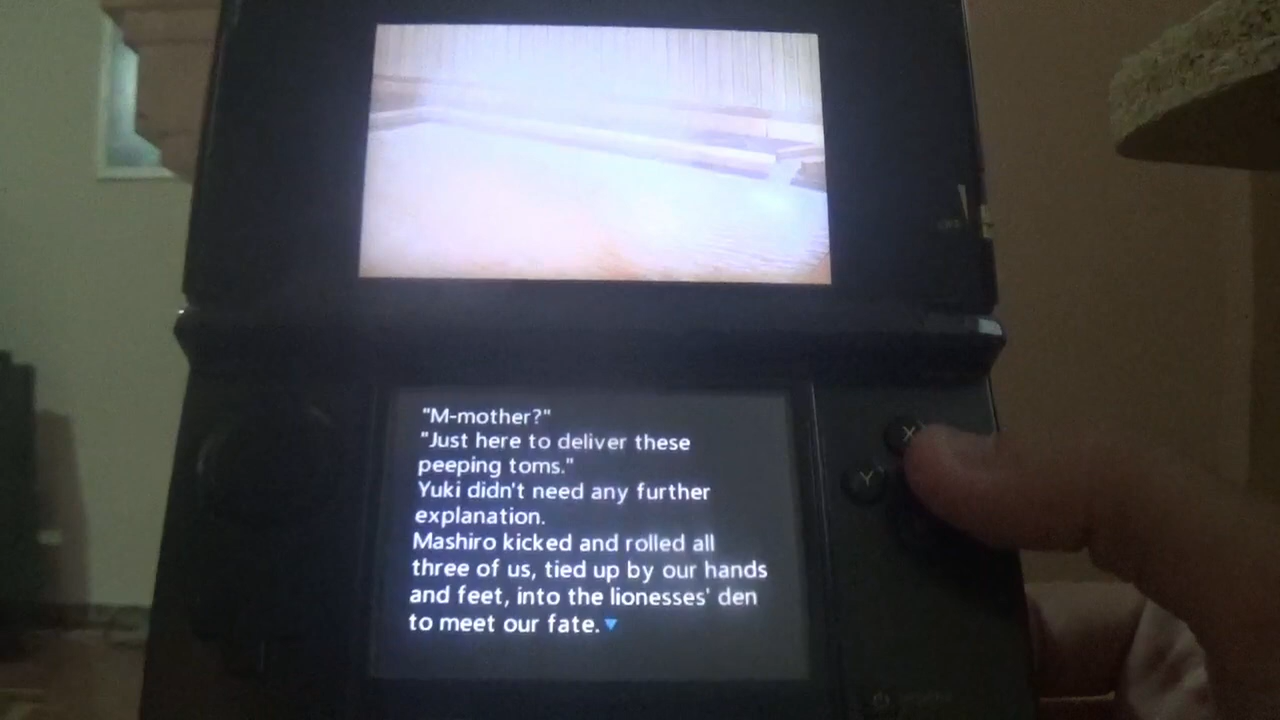 "M-mother?"
"Just here to deliver these
peeping toms."
Yuki didn't need any further
explanation.
Mashiro kicked and rolled all
three of us, tied up by our hands
and feet, into the lionesses' den
to meet our fate.
X
Y